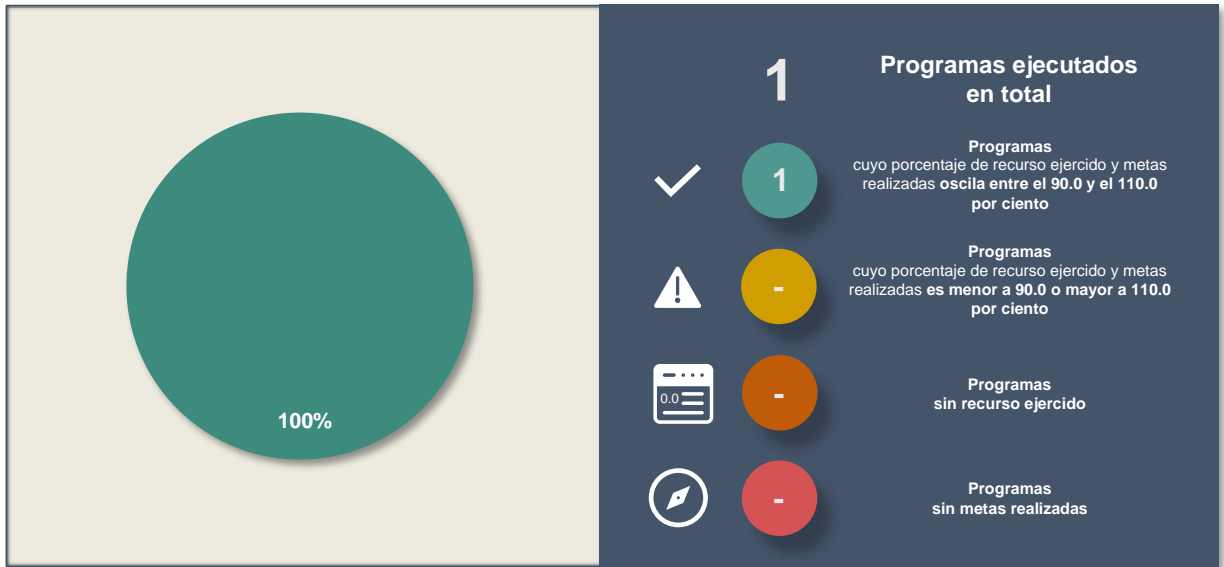 100%
1
Programas ejecutados
en total
1
Programas
cuyo porcentaje de recurso ejercido y metas
realizadas oscila entre el 90.0 y el 110.0
por ciento
-
Programas
cuyo porcentaje de recurso ejercido y metas
realizadas es menor a 90.0 o mayor a 110.0
por ciento
0.0
-
Programas
sin recurso ejercido
-
Programas
sin metas realizadas